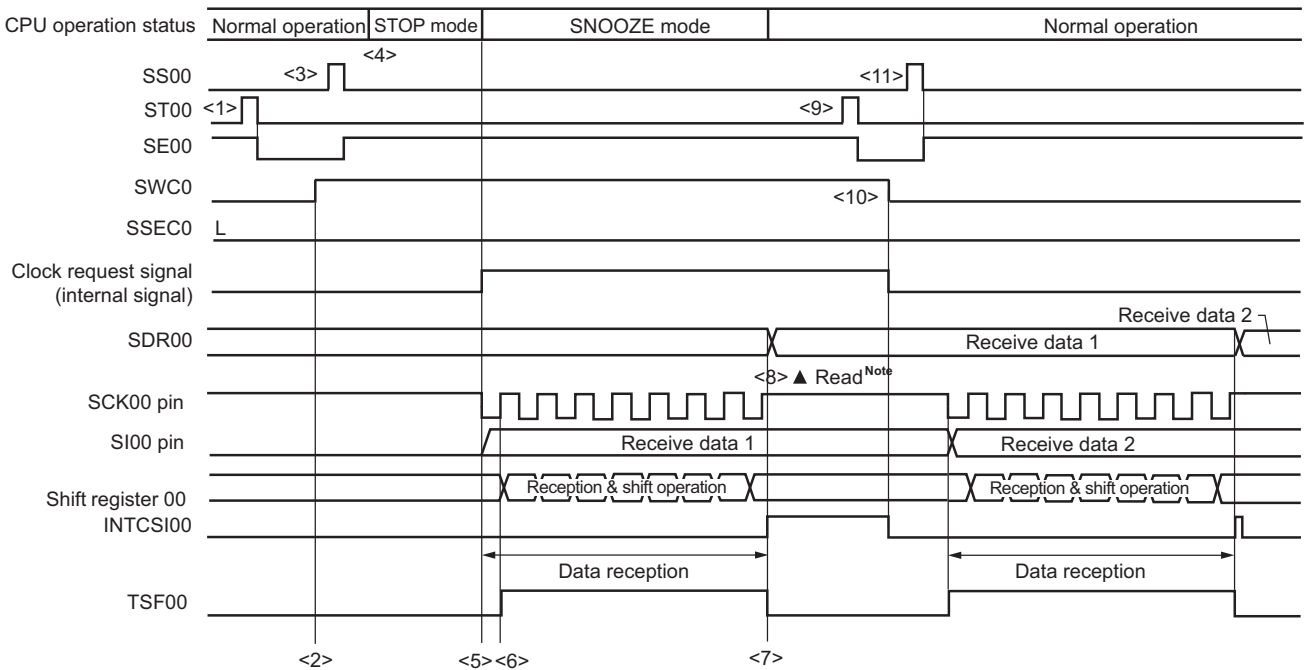 CPU operation status Normal operation STOP mode SNOOZE mode Normal operation
<4>
SS00 <3> <11>
ST00 <1> <9>
SE00
SWC0 <10>
SSEC0 L
Clock request signal
(internal signal)
Receive data 2
SDR00 Receive data 1
<8> ▲ Read Note
SCK00 pin
SI00 pin Receive data 1 Receive data 2
Shift register 00 Reception & shift operation Reception & shift operation
INTCSI00
Data reception Data reception
TSF00
<2> <5> <6> <7>